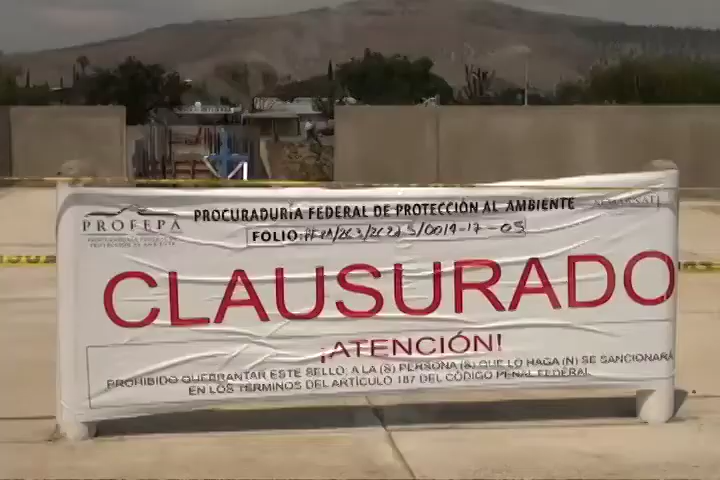 PROFEPA
PROCURADURÍA FEDERAL DE PROTECCIÓN AL AMBIENTE
FOLIO:
CLAUSURADO
¡ATENCIÓN!
PROHIBIDO QUEBRANTAR ESTE SELLO, A LA (S) PERSONA (S) QUE LO HAGA (N) SE SANCIONARÁ
EN LOS TÉRMINOS DEL ARTÍCULO 187 DEL CÓDIGO PENAL FEDERAL